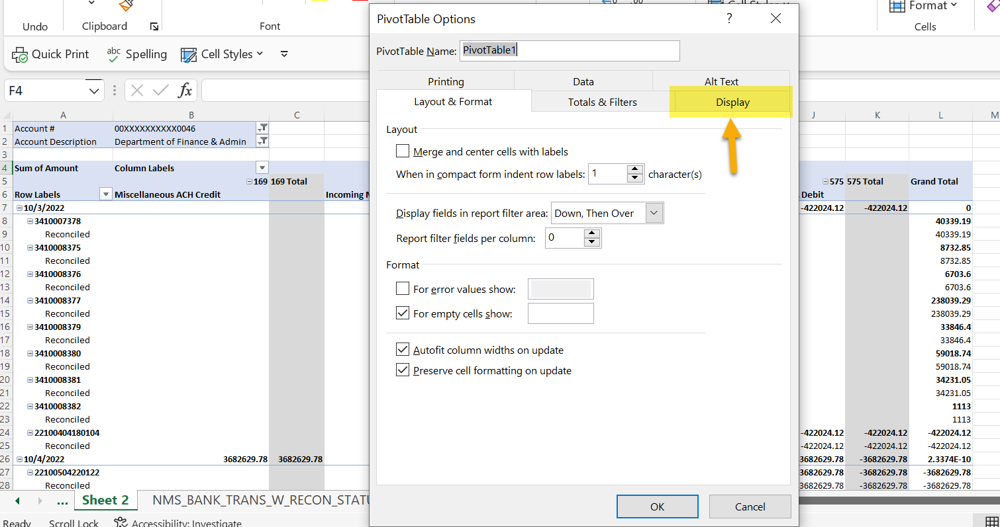 Undo
Clipboard
Font
Cell Styles
Format
Cells
Quick Print
abc
Spelling
Cell Styles
F4
fx
PivotTable Options
?
PivotTable Name:
PivotTable1
Printing
Data
Alt Text
Layout & Format
Totals & Filters
Display
Layout
Merge and center cells with labels
When in compact form indent row labels:
1
character(s)
Display fields in report filter area:
Down, Then Over
Report filter fields per column:
0
Format
For error values show:
For empty cells show:
Autofit column widths on update
Preserve cell formatting on update
OK
Cancel
A B C J K L M
1 Account # 00XXXXXXXXXX0046
2 Account Description Department of Finance & Admin
3
4 Sum of Amount Column Labels
5 169 169 Total 575 575 Total Grand Total
6 Row Labels Miscellaneous ACH Credit Incoming Debit
7 10/3/2022 -422024.12 -422024.12 0
8 3410007378 40339.19
9 Reconciled 40339.19
10 3410008375 8732.85
11 Reconciled 8732.85
12 3410008376 6703.6
13 Reconciled 6703.6
14 3410008377 238039.29
15 Reconciled 238039.29
16 3410008379 33846.4
17 Reconciled 33846.4
18 3410008380 59018.74
19 Reconciled 59018.74
20 3410008381 34231.05
21 Reconciled 34231.05
22 3410008382 1113
23 Reconciled 1113
24 22100404180104 -422024.12 -422024.12 -422024.12
25 Reconciled -422024.12 -422024.12 -422024.12
26 10/4/2022 3682629.78 3682629.78 3682629.78 -3682629.78 2.3374E-10
27 22100504220122 3682629.78 -3682629.78 -3682629.78
28 Reconciled 3682629.78 -3682629.78 -3682629.78
...
Sheet 2
NMS_BANK_TRANS_W_RECON_STATU
Ready
Scroll Lock
Accessibility: Investigate